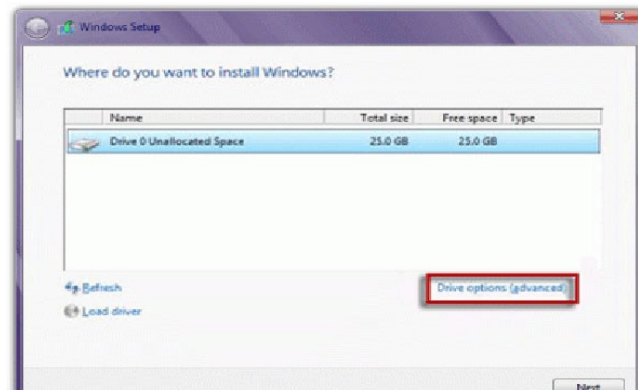 Windows Setup
Where do you want to install Windows?
Name Total size Free space Type
Drive 0 Unallocated Space 25.0 GB 25.0 GB
Refresh Drive options (advanced)
Load driver
Next